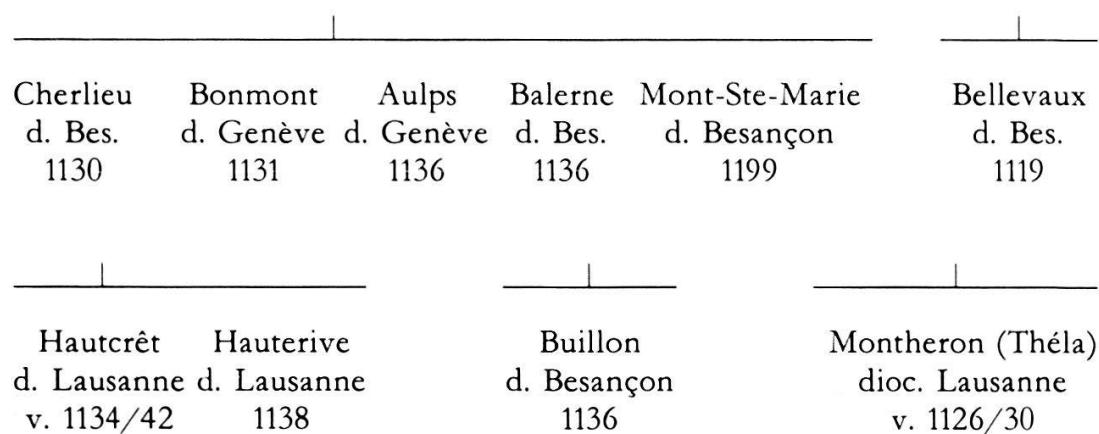 Cherlieu Bonmont Aulps Balerne Mont-Ste-Marie Bellevaux
d. Bes. d. Genève d. Genève d. Bes. d. Besançon d. Bes.
1130 1131 1136 1136 1199 1119
Hautcrêt Hauterive Buillon Montheron (Théla)
d. Lausanne d. Lausanne d. Besançon dioc. Lausanne
v. 1134/42 1138 1136 v. 1126/30